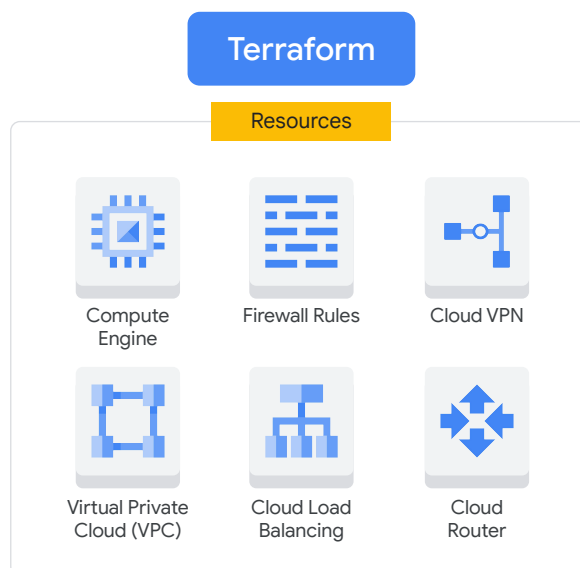 Terraform
Resources
Compute
Engine
Firewall Rules
Cloud VPN
Virtual Private
Cloud (VPC)
Cloud Load
Balancing
Cloud
Router